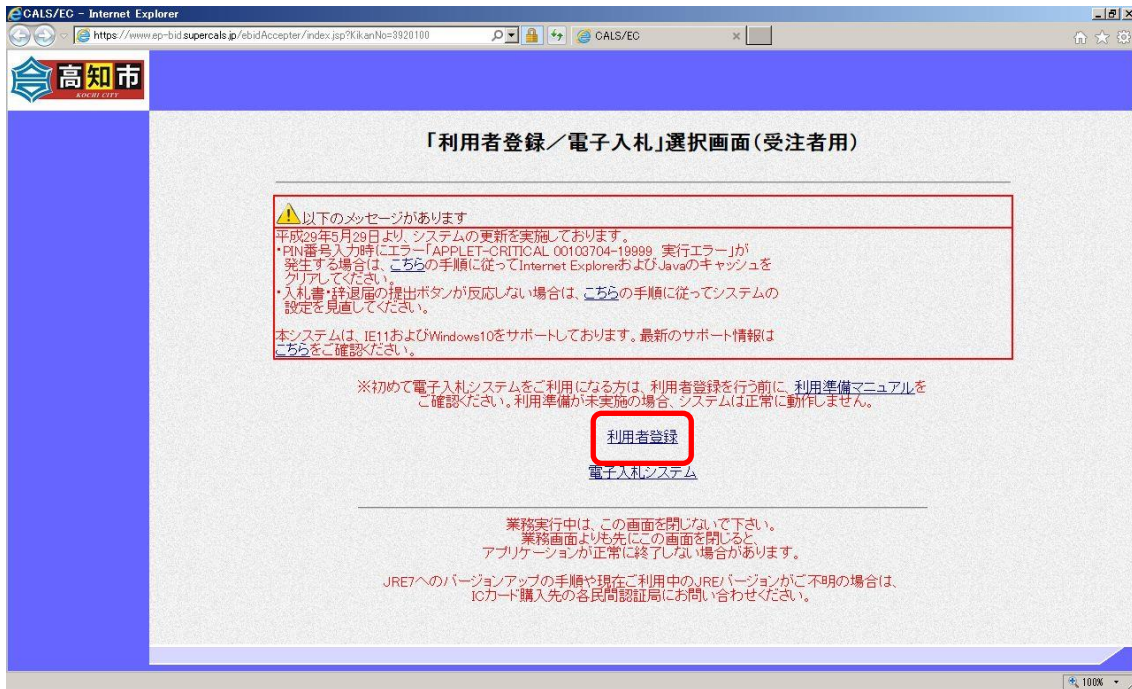 CALS/EC - Internet Explorer
https://www.ep-bid.supercals.jp/ebidAccepter/index.jsp?KikanNo=3920100
CALS/EC
高知市
KOCHI CITY
「利用者登録／電子入札」選択画面(受注者用)
以下のメッセージがあります
平成29年5月29日より、システムの更新を実施しております。
・PIN番号入力時にエラー「APPLET-CRITICAL 00103704-19999 実行エラー」が
発生する場合は、こちらの手順に従ってInternet ExplorerおよびJavaのキャッシュを
クリアしてください。
・入札書・辞退届の提出ボタンが反応しない場合は、こちらの手順に従ってシステムの
設定を見直してください。
本システムは、IE11およびWindows10をサポートしております。最新のサポート情報は
こちらをご確認ください。
※初めて電子入札システムをご利用になる方は、利用者登録を行う前に、利用準備マニュアルを
ご確認ください。利用準備が未実施の場合、システムは正常に動作しません。
利用者登録
電子入札システム
業務実行中は、この画面を閉じないで下さい。
業務画面よりも先にこの画面を閉じると、
アプリケーションが正常に終了しない場合があります。
JRE7へのバージョンアップの手順や現在ご利用中のJREバージョンがご不明の場合は、
ICカード購入先の各民間認証局にお問い合わせください。
100%